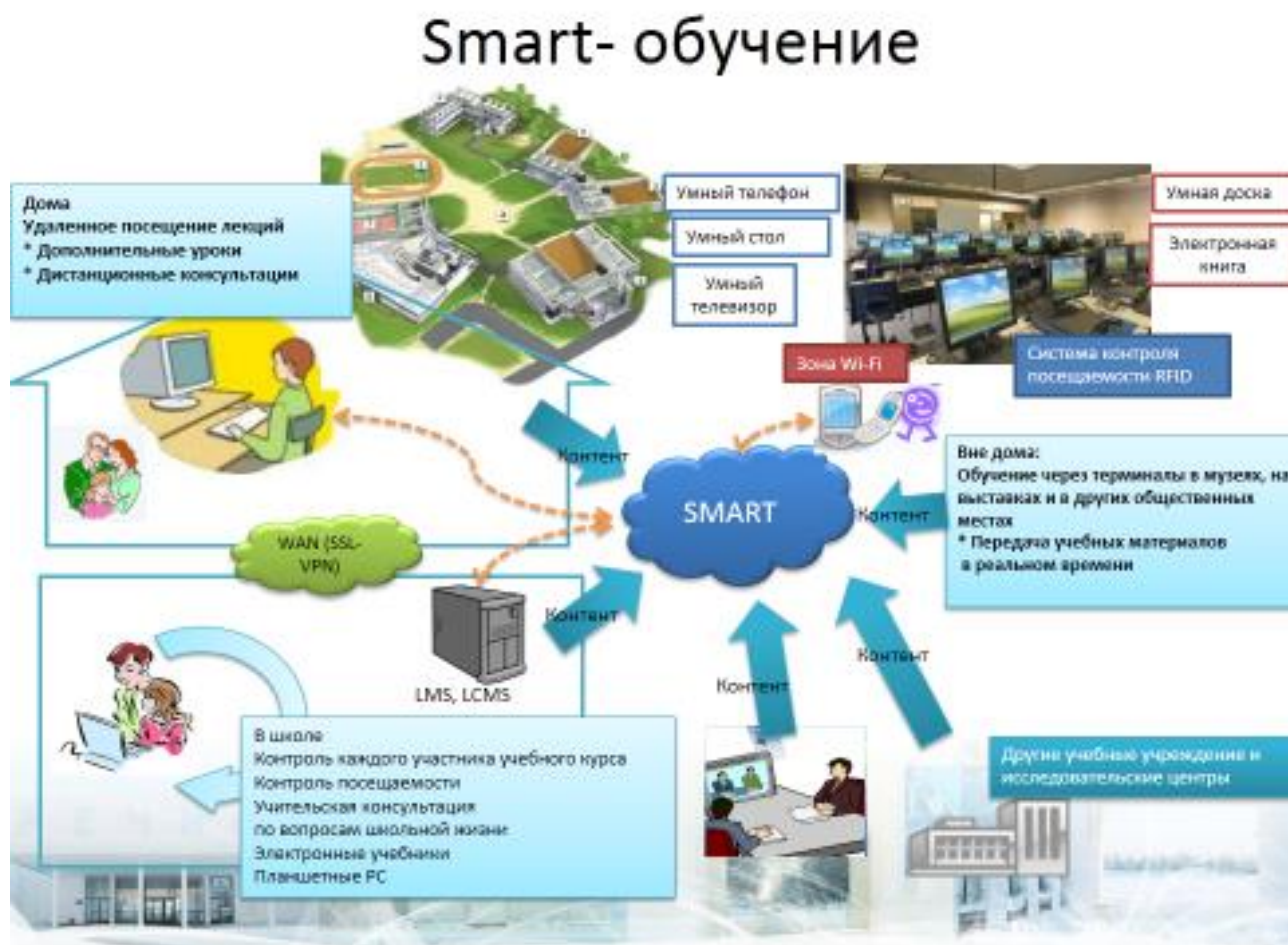 Smart- обучение
Дома
Удаленное посещение лекций
* Дополнительные уроки
* Дистанционные консультации
Умный телефон
Умный стол
Умный
телевизор
Умная доска
Электронная
книга
Зона Wi-Fi
Система контроля
посещаемости RFID
Контент
SMART
Контент
Вне дома:
Обучение через терминалы в музеях, на
выставках и в других общественных
местах
* Передача учебных материалов
в реальном времени
WAN (SSL-
VPN)
Контент
LMS, LCMS
Контент
Контент
В школе
Контроль каждого участника учебного курса
Контроль посещаемости
Учительская консультация
по вопросам школьной жизни
Электронные учебники
Планшетные PC
Другие учебные учреждение и
исследовательские центры